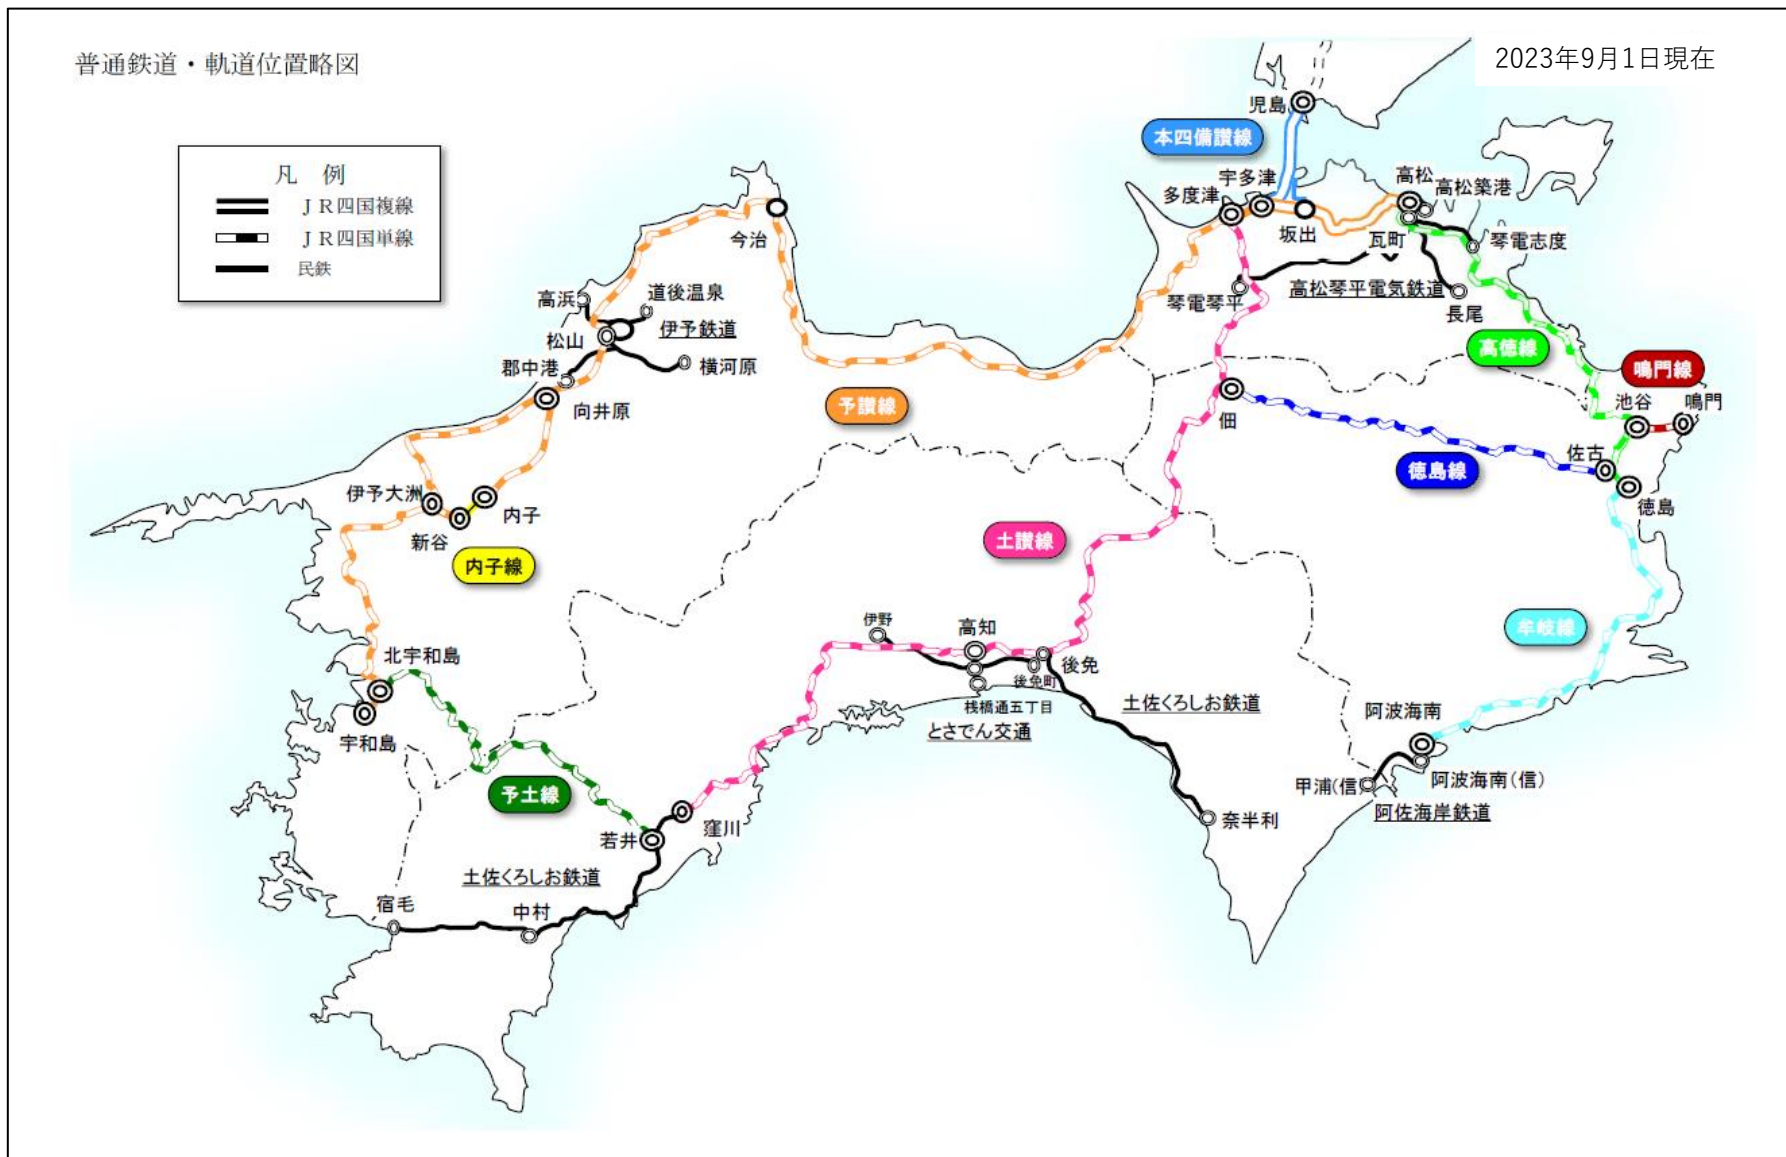 普通鉄道・軌道位置略図
2023年9月1日現在
凡 例
ＪＲ四国複線
ＪＲ四国単線
民鉄
児島
本四備讃線
宇多津
多度津
高松
高松築港
坂出
瓦町
琴電志度
今治
高浜
道後温泉
伊予鉄道
松山
横河原
郡中港
向井原
琴電琴平
高松琴平電気鉄道
長尾
高徳線
鳴門線
予讃線
佃
池谷
鳴門
佐古
徳島線
徳島
伊予大洲
内子
新谷
内子線
土讃線
牟岐線
伊野
高知
後免
後免町
北宇和島
宇和島
桟橋通五丁目
とさでん交通
土佐くろしお鉄道
阿波海南
甲浦(信)
阿波海南(信)
阿佐海岸鉄道
予土線
窪川
若井
奈半利
土佐くろしお鉄道
宿毛
中村